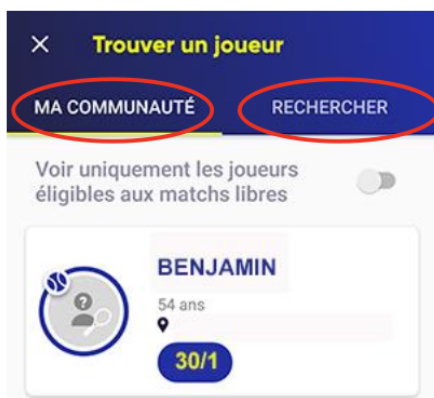 Trouver un joueur
MA COMMUNAUTÉ RECHERCHER
Voir uniquement les joueurs
éligibles aux matchs libres
BENJAMIN
54 ans
30/1